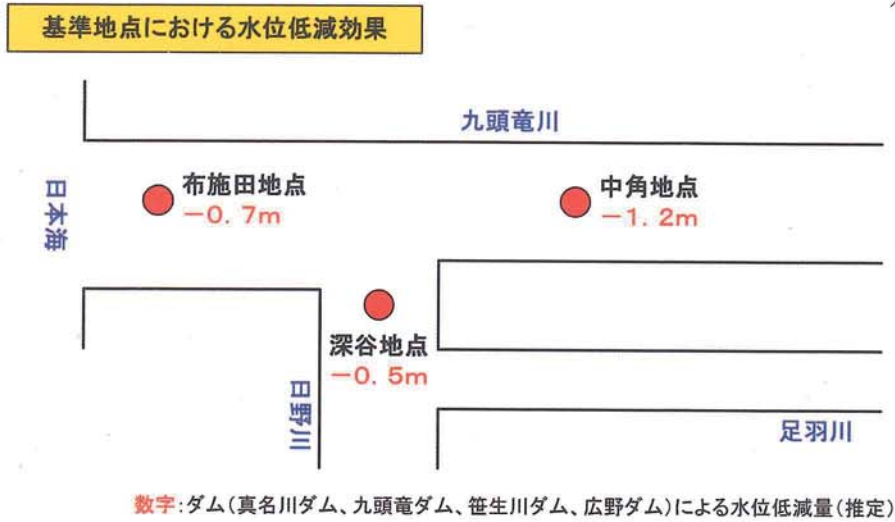 基準地点における水位低減効果
九頭竜川
日本海
布施田地点
－0．7m
中角地点
－1．2m
深谷地点
－0．5m
日野川
足羽川
数字：ダム（真名川ダム、九頭竜ダム、笹生川ダム、広野ダム）による水位低減量（推定）